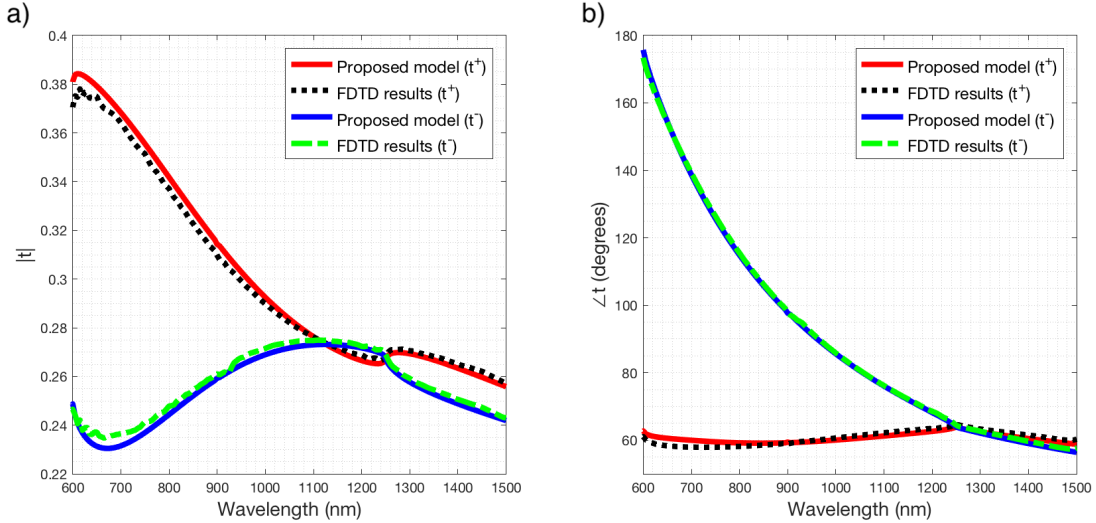 a)
0.4
0.38
0.36
0.34
0.32
0.3
0.28
0.26
0.24
0.22
|t|
600 700 800 900 1000 1100 1200 1300 1400 1500
Wavelength (nm)
Proposed model (t+)
FDTD results (t+)
Proposed model (t-)
FDTD results (t-)
b)
180
160
140
120
100
80
60
∠t (degrees)
600 700 800 900 1000 1100 1200 1300 1400 1500
Wavelength (nm)
Proposed model (t+)
FDTD results (t+)
Proposed model (t-)
FDTD results (t-)